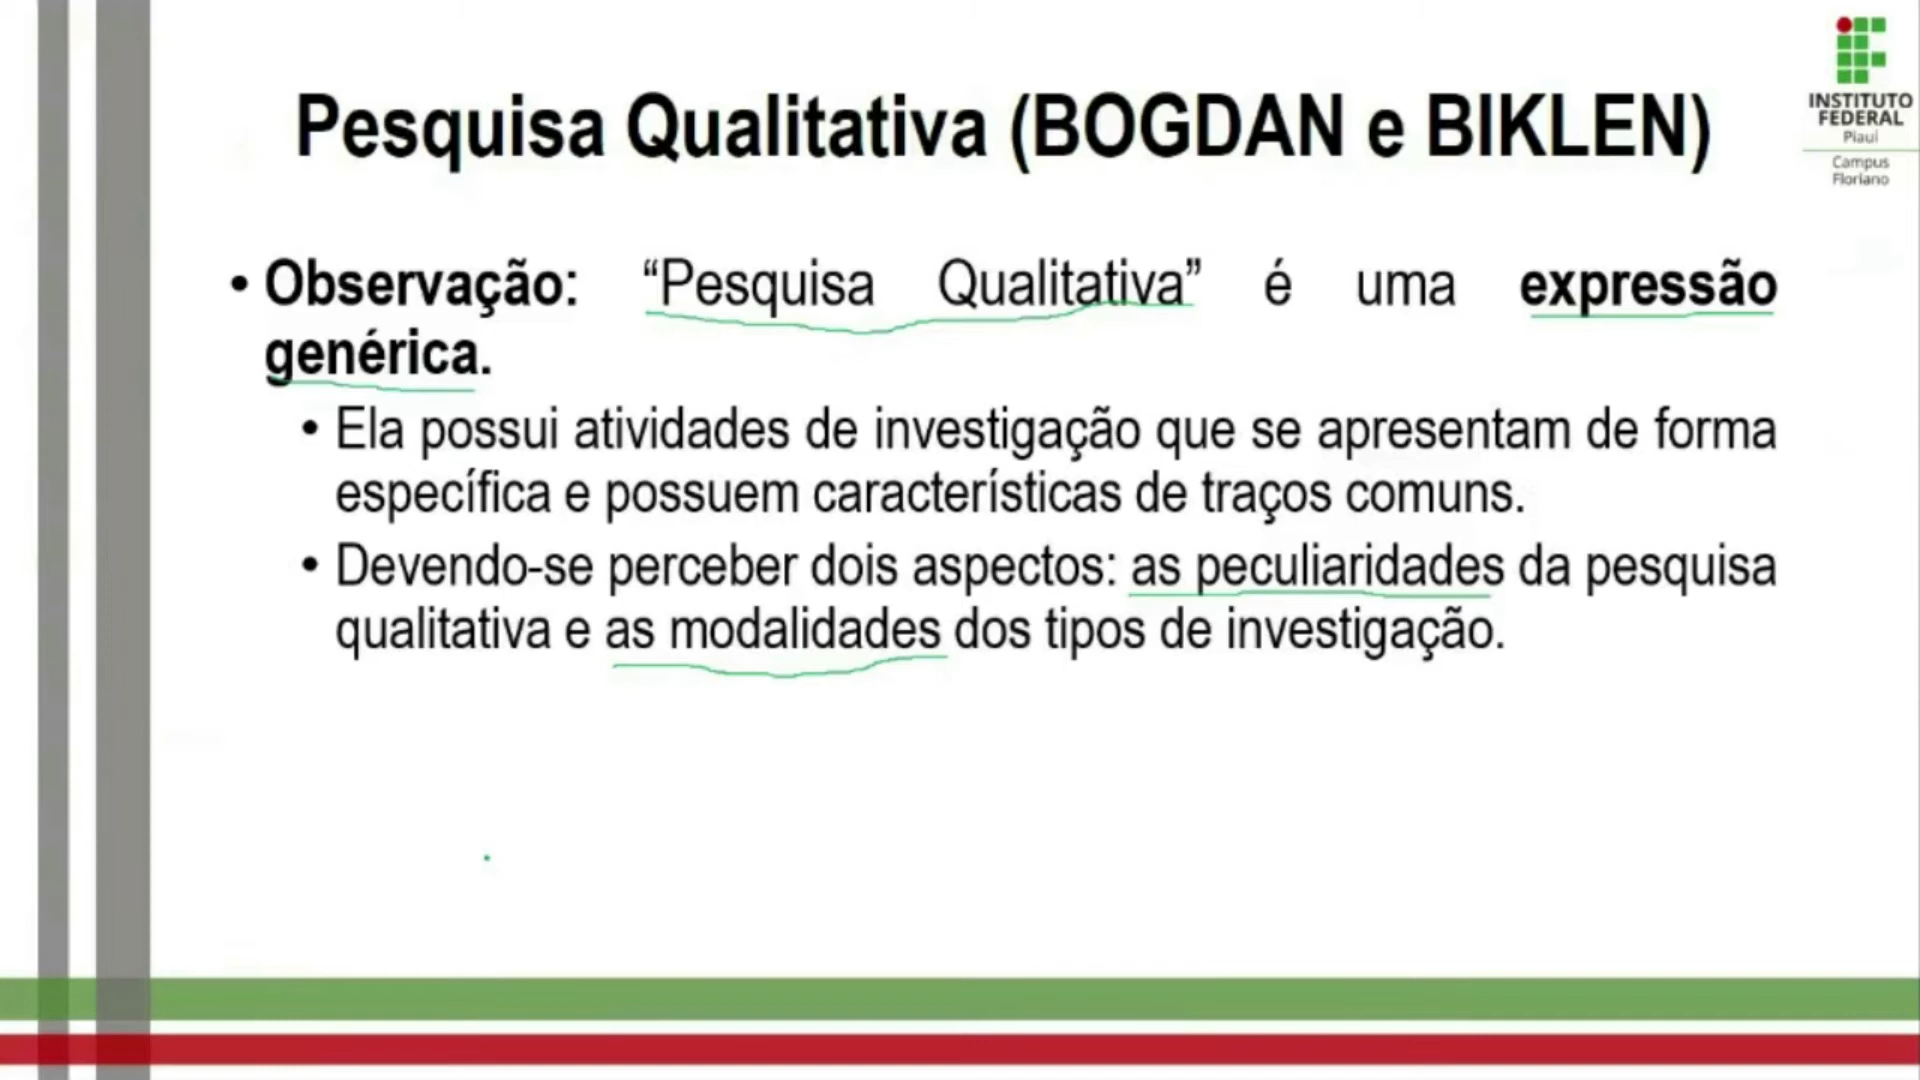 INSTITUTO
FEDERAL
Piauí
Campus
Floriano
Pesquisa Qualitativa (BOGDAN e BIKLEN)
• Observação: “Pesquisa Qualitativa” é uma expressão
genérica.
• Ela possui atividades de investigação que se apresentam de forma
específica e possuem características de traços comuns.
• Devendo-se perceber dois aspectos: as peculiaridades da pesquisa
qualitativa e as modalidades dos tipos de investigação.